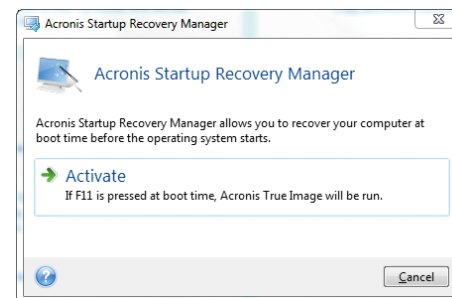 Acronis Startup Recovery Manager
Acronis Startup Recovery Manager
Acronis Startup Recovery Manager allows you to recover your computer at
boot time before the operating system starts.
Activate
If F11 is pressed at boot time, Acronis True Image will be run.
Cancel